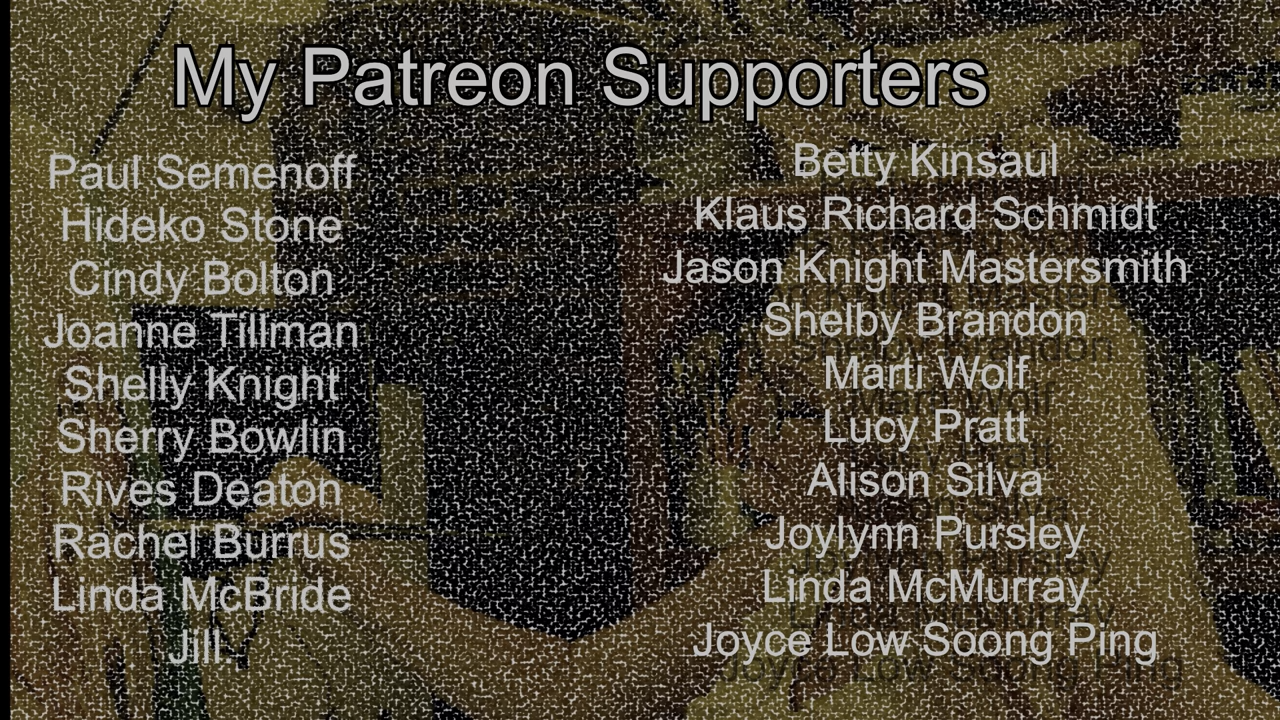 My Patreon Supporters
Paul Semenoff
Hideko Stone
Cindy Bolton
Joanne Tillman
Shelly Knight
Sherry Bowlin
Rives Deaton
Rachel Burrus
Linda McBride
Jill.
Betty Kinsaul
Klaus Richard Schmidt
Jason Knight Mastersmith
Shelby Brandon
Marti Wolf
Lucy Pratt
Alison Silva
Joylynn Pursley
Linda McMurray
Joyce Low Soong Ping